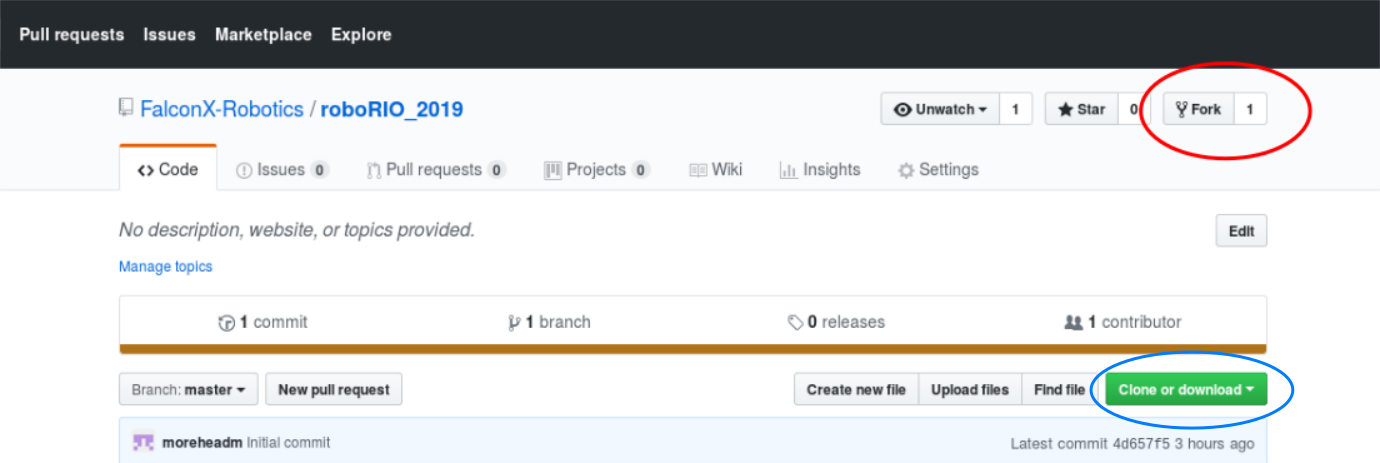 Pull requests Issues Marketplace Explore
FalconX-Robotics / roboRIO_2019 Unwatch 1 Star 0 Fork 1
Code Issues 0 Pull requests 0 Projects 0 Wiki Insights Settings
No description, website, or topics provided. Edit
Manage topics
1 commit 1 branch 0 releases 1 contributor
Branch: master New pull request Create new file Upload files Find file Clone or download
moreheadm Initial commit Latest commit 4d657f5 3 hours ago